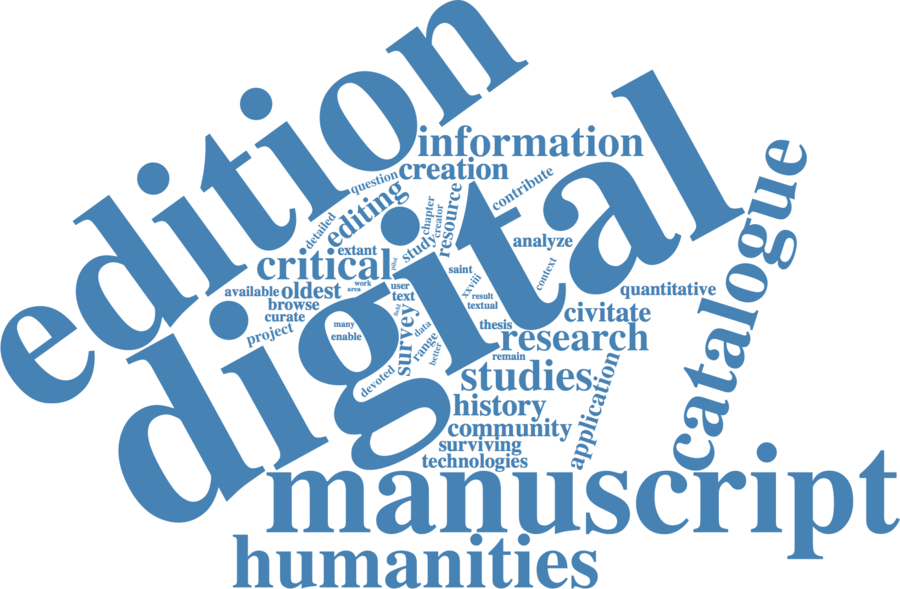 edition
digital
information
creation
question
contribute
catalogue
editing
detailed
chapter
creator
resource
study
extant
critical
analyze
pilot
saint
context
work
area
available
oldest
user
text
xxviii
result
textual
quantitative
browse
curate
civitate
project
many
enable
field
survey
data
range
better
thesis
research
remain
devoted
studies
application
history
community
surviving
technologies
manuscript
humanities